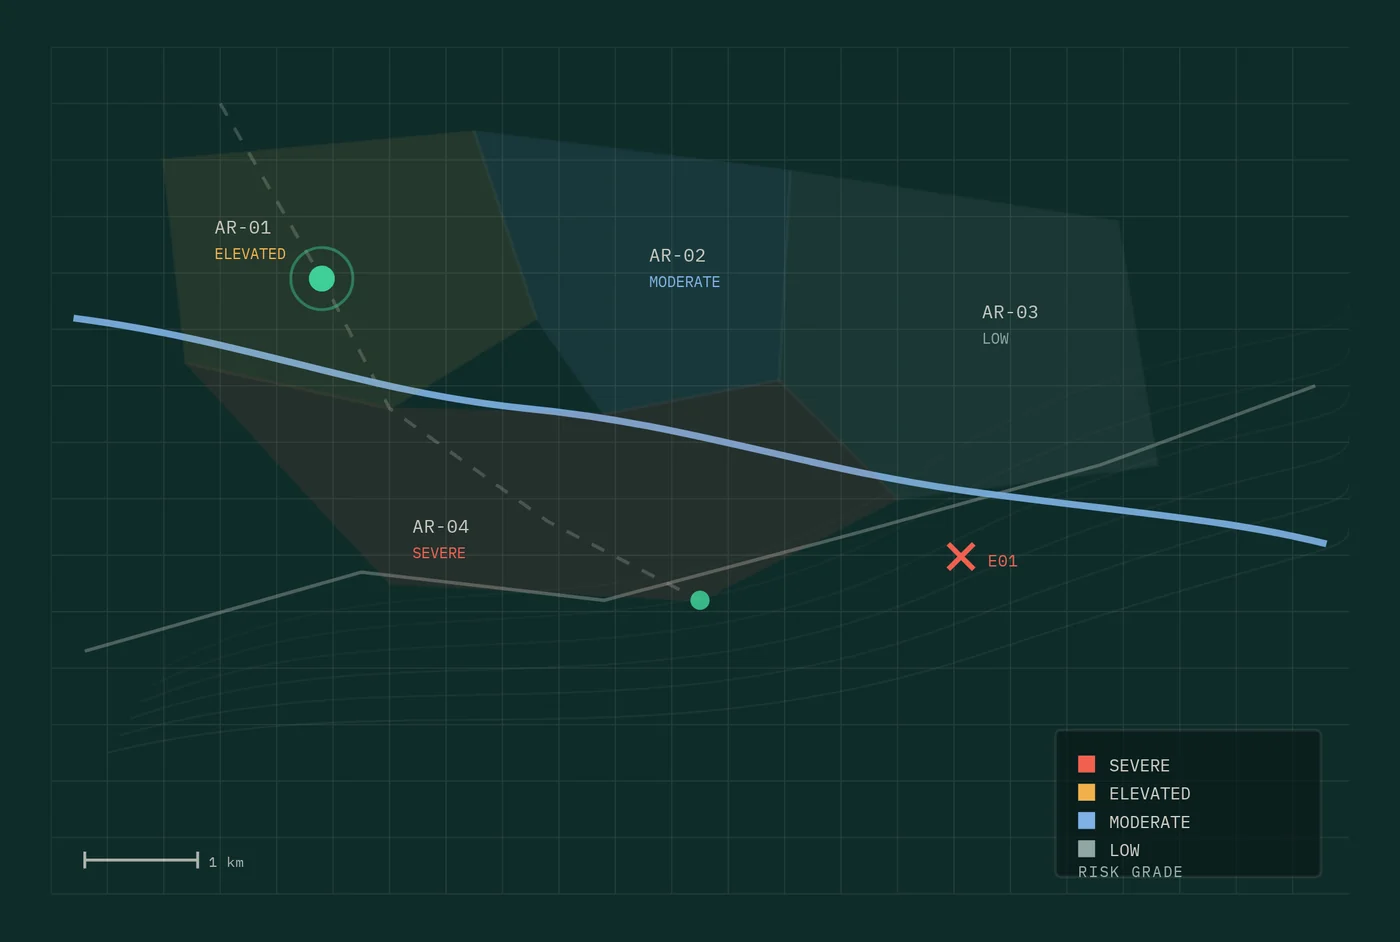 AR-01
ELEVATED
AR-02
MODERATE
AR-03
LOW
AR-04
SEVERE
E01
SEVERE
ELEVATED
MODERATE
LOW
RISK GRADE
1 km